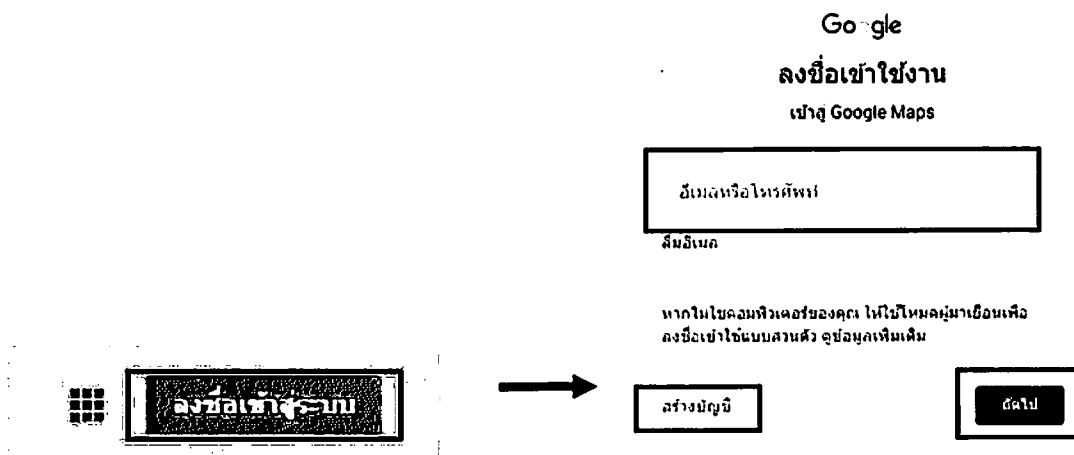 Google
ลงชื่อเข้าใช้งาน
เข้าสู่ Google Maps
อีเมลหรือโทรศัพท์
ลืมอีเมล
หากไม่ใช่คอมพิวเตอร์ของคุณ ให้ใช้โหมดผู้มาเยือนเพื่อ
ลงชื่อเข้าใช้แบบส่วนตัว ดูข้อมูลเพิ่มเติม
ลงชื่อเข้าสู่ระบบ
สร้างบัญชี
ถัดไป